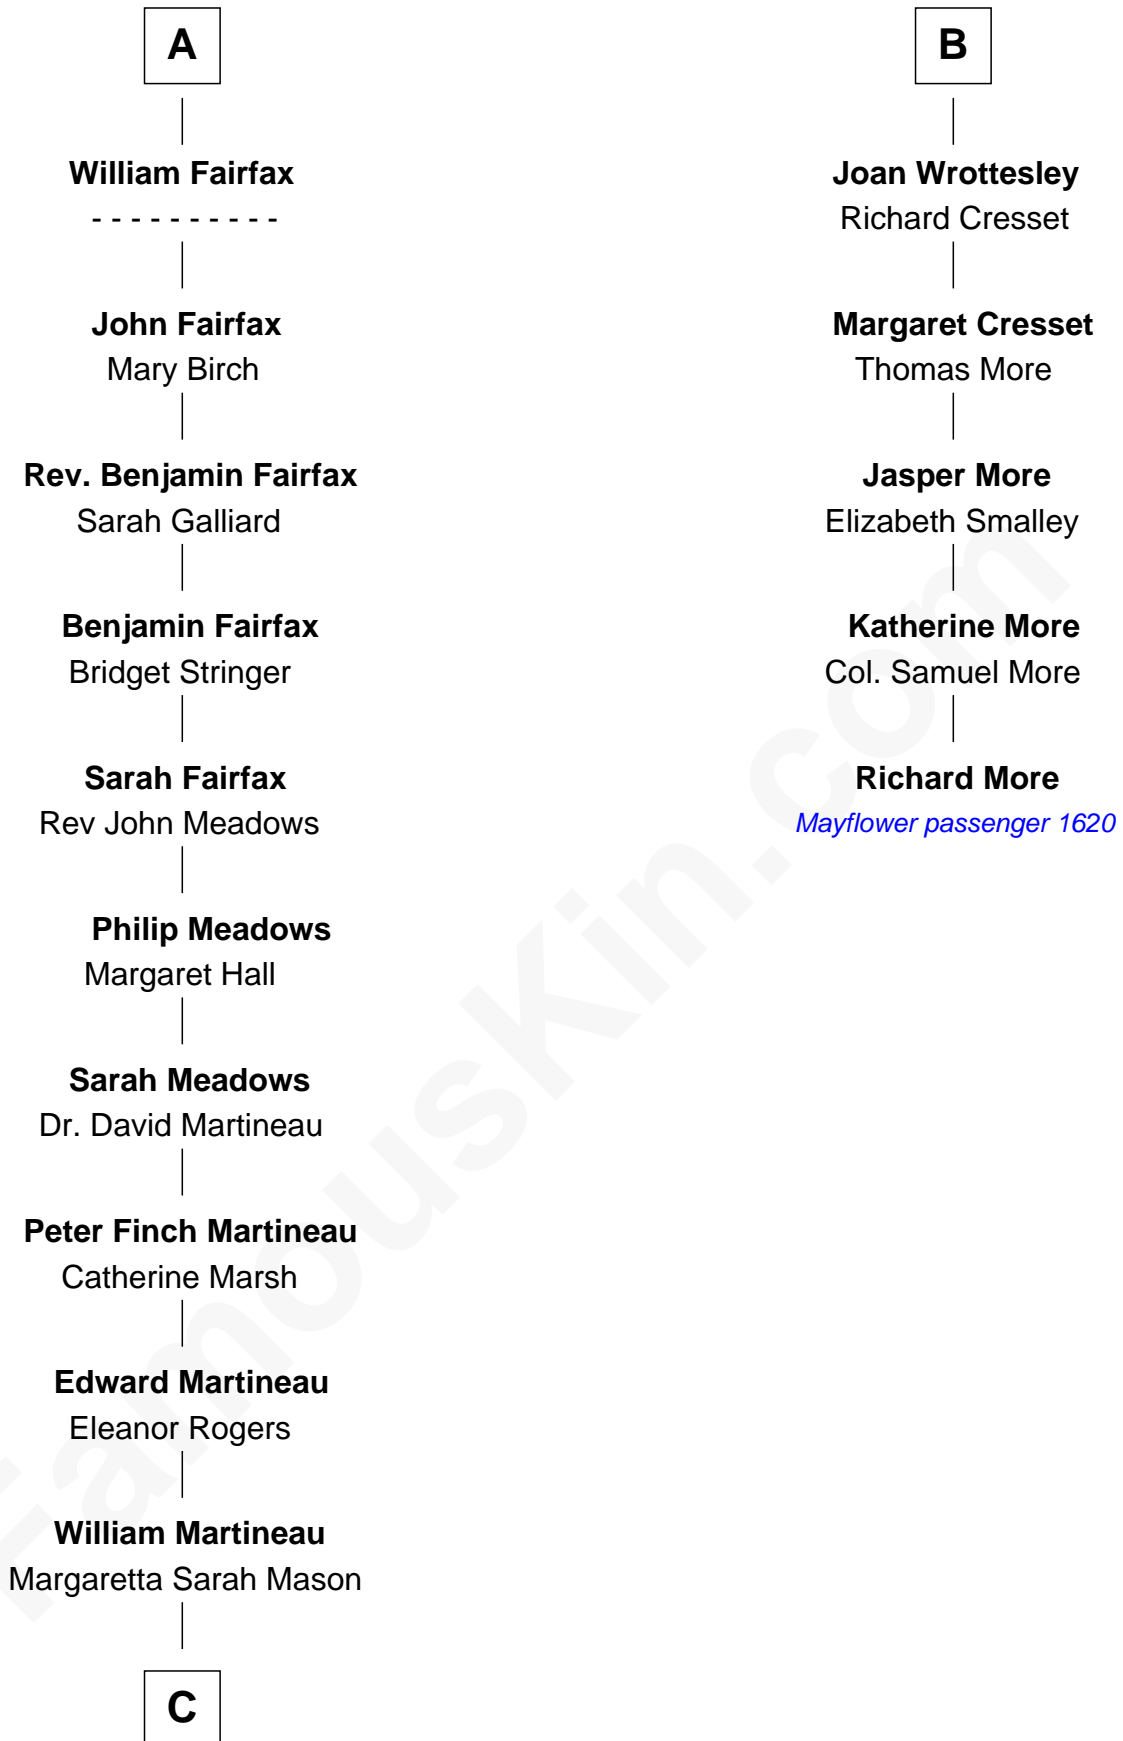 A
William Fairfax
- - - - - - - - - -
John Fairfax
Mary Birch
Rev. Benjamin Fairfax
Sarah Galliard
Benjamin Fairfax
Bridget Stringer
Sarah Fairfax
Rev John Meadows
Philip Meadows
Margaret Hall
Sarah Meadows
Dr. David Martineau
Peter Finch Martineau
Catherine Marsh
Edward Martineau
Eleanor Rogers
William Martineau
Margaretta Sarah Mason
C
B
Joan Wrottesley
Richard Cresset
Margaret Cresset
Thomas More
Jasper More
Elizabeth Smalley
Katherine More
Col. Samuel More
Richard More
Mayflower passenger 1620
FamousKin.com